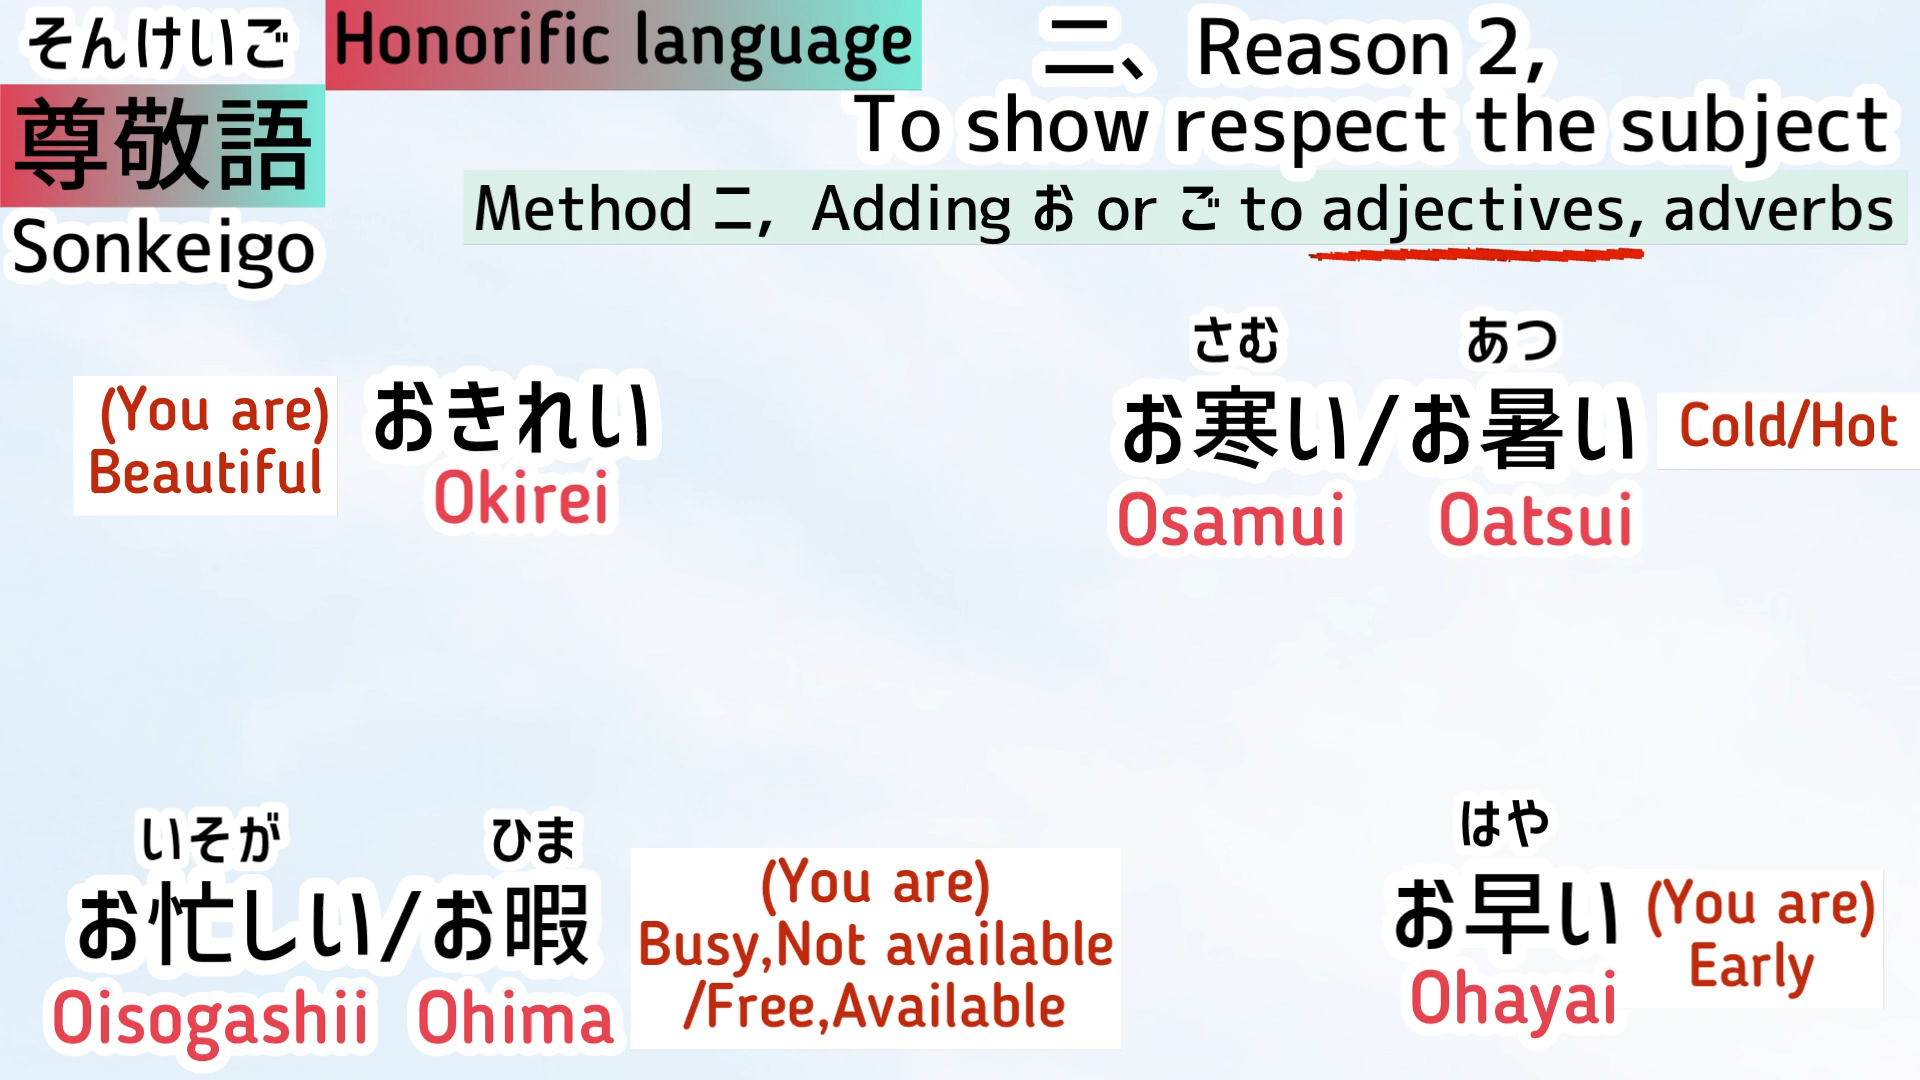 そんけいご
尊敬語
Sonkeigo
Honorific language
二、Reason 2,
To show respect the subject
Method 二, Adding お or ご to adjectives, adverbs
(You are)
Beautiful
おきれい
Okirei
さむ あつ
お寒い/お暑い
Osamui Oatsui
Cold/Hot
いそが ひま
お忙しい/お暇
Oisogashii Ohima
(You are)
Busy,Not available
/Free,Available
はや
お早い
Ohayai
(You are)
Early